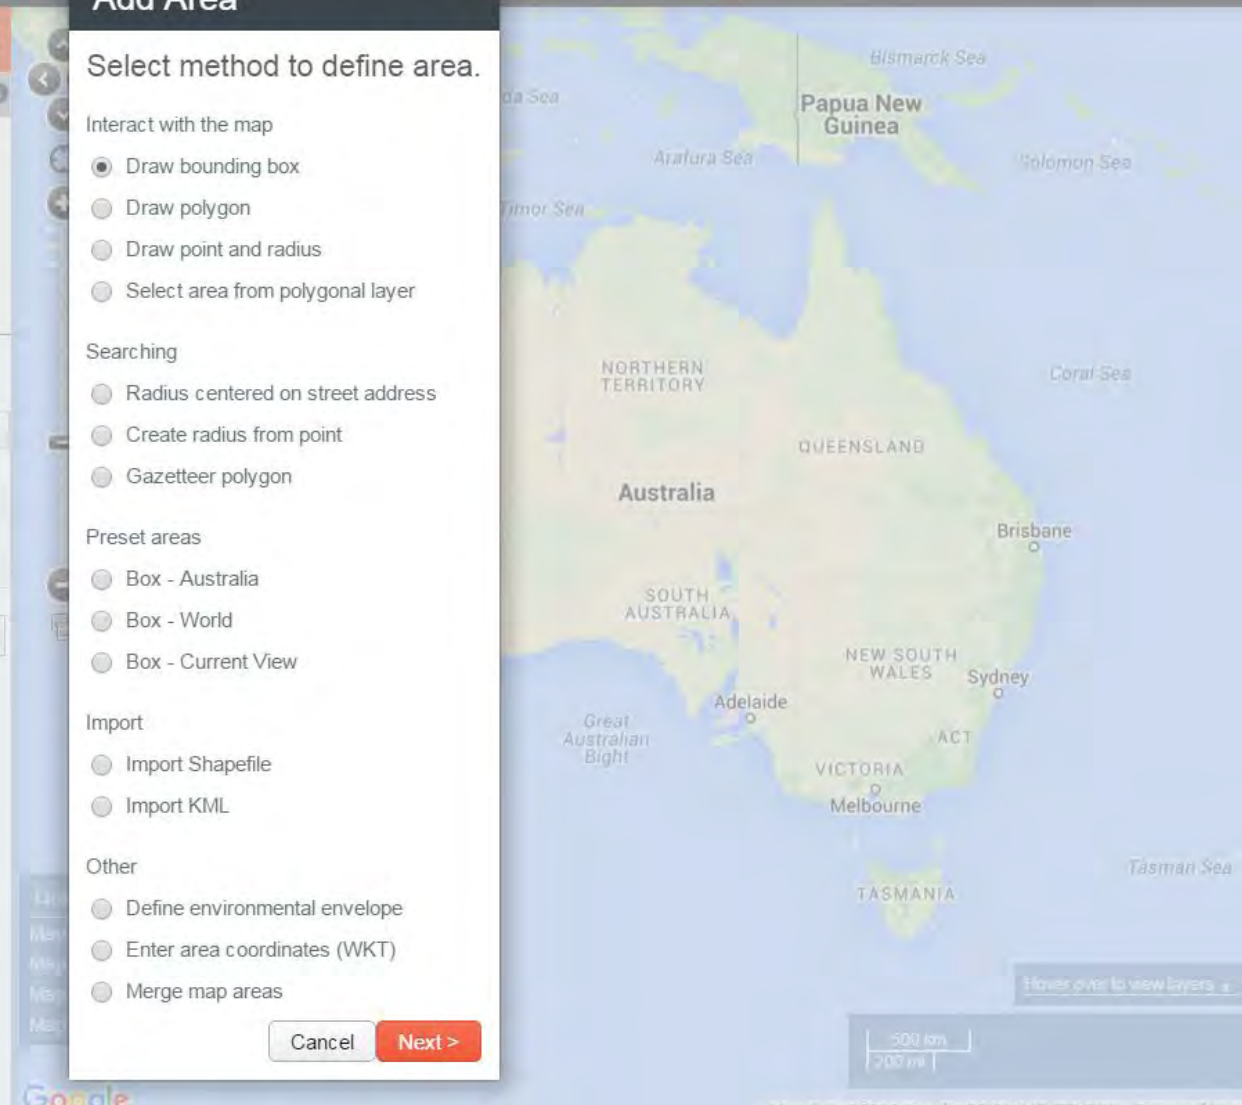 Add Area
Select method to define area.
Interact with the map
Draw bounding box
Draw polygon
Draw point and radius
Select area from polygonal layer
Searching
Radius centered on street address
Create radius from point
Gazetteer polygon
Preset areas
Box - Australia
Box - World
Box - Current View
Import
Import Shapefile
Import KML
Other
Define environmental envelope
Enter area coordinates (WKT)
Merge map areas
Cancel
Next >
Bismarck Sea
Sea
Papua New
Guinea
Arafura Sea
Solomon Sea
Timor Sea
NORTHERN
TERRITORY
Coral Sea
QUEENSLAND
Australia
Brisbane
SOUTH
AUSTRALIA
NEW SOUTH
WALES
Sydney
Adelaide
Great
Australian
Bight
ACT
VICTORIA
Melbourne
Tasman Sea
TASMANIA
Hover over to view layers
500 km
200 mi
Google